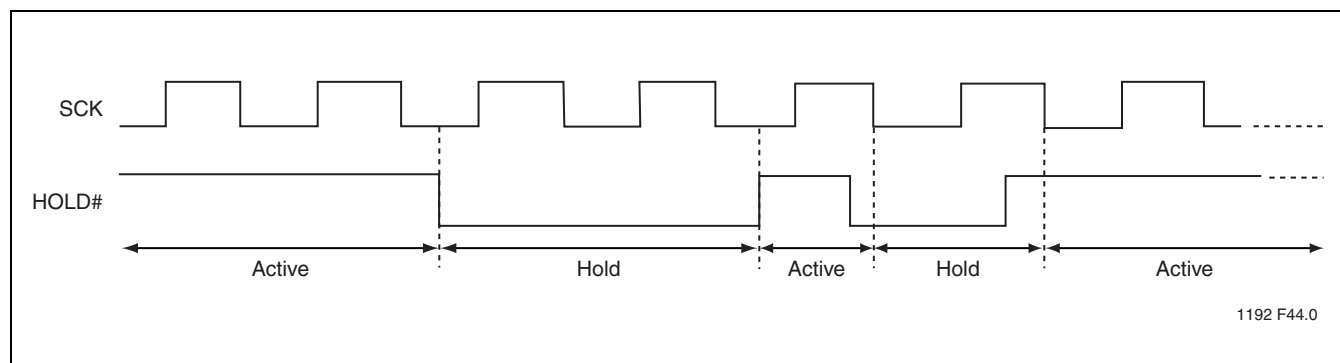 SCK
HOLD#
Active
Hold
Active
Hold
Active
1192 F44.0